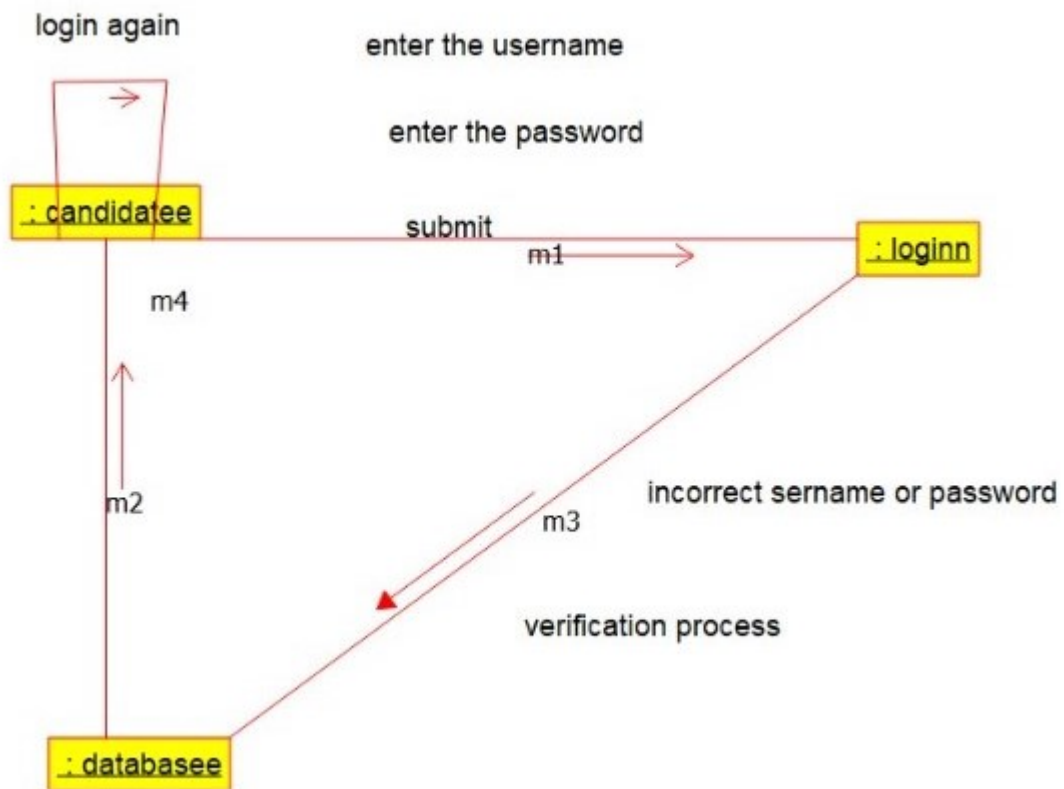 login again
enter the username
enter the password
: candidatee
submit
: loginn
m1
m4
m2
incorrect sername or password
m3
verification process
: databasee